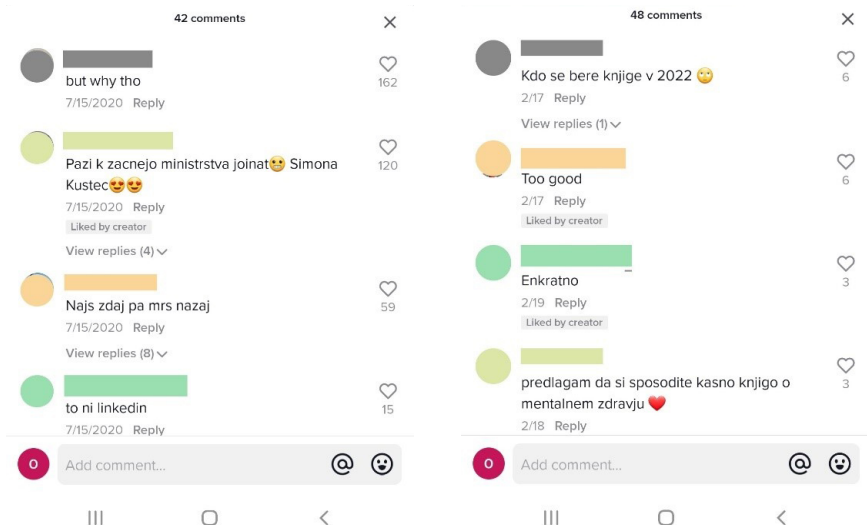 42 comments
but why tho
162
7/15/2020 Reply
Pazi k zacnejo ministrstva joinat😬 Simona
Kustec😍😍
120
7/15/2020 Reply
Liked by creator
View replies (4)
Najs zdaj pa mrs nazaj
59
7/15/2020 Reply
View replies (8)
to ni linkedin
15
7/15/2020 Reply
O
Add comment...
48 comments
Kdo se bere knjige v 2022 🙄
6
2/17 Reply
View replies (1)
Too good
6
2/17 Reply
Liked by creator
Enkratno
3
2/19 Reply
Liked by creator
predlagam da si sposodite kasno knjigo o
mentalnem zdravju ❤️
3
2/18 Reply
O
Add comment...